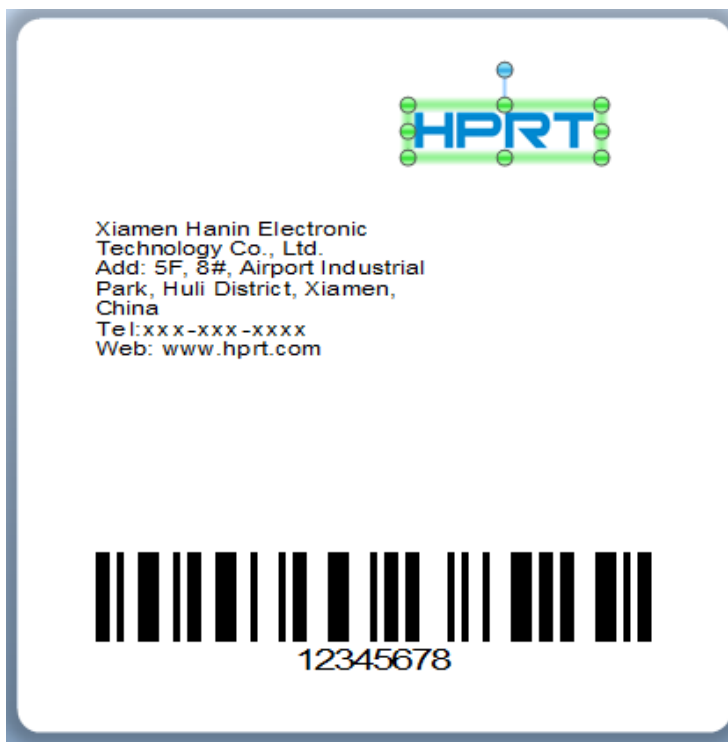 HPRT
Xiamen Hanin Electronic
Technology Co., Ltd.
Add: 5F, 8#, Airport Industrial
Park, Huli District, Xiamen,
China
Tel:xxx-xxx-xxxx
Web: www.hprt.com
12345678